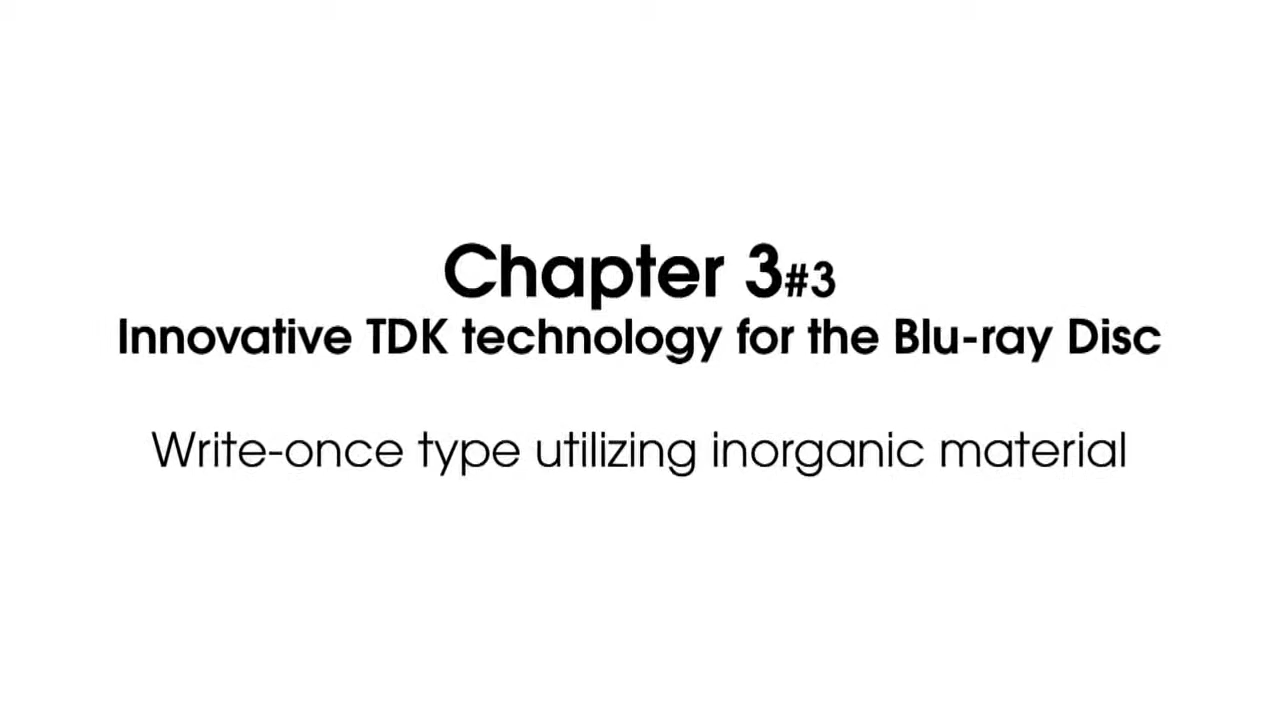 Chapter 3#3
Innovative TDK technology for the Blu-ray Disc
Write-once type utilizing inorganic material